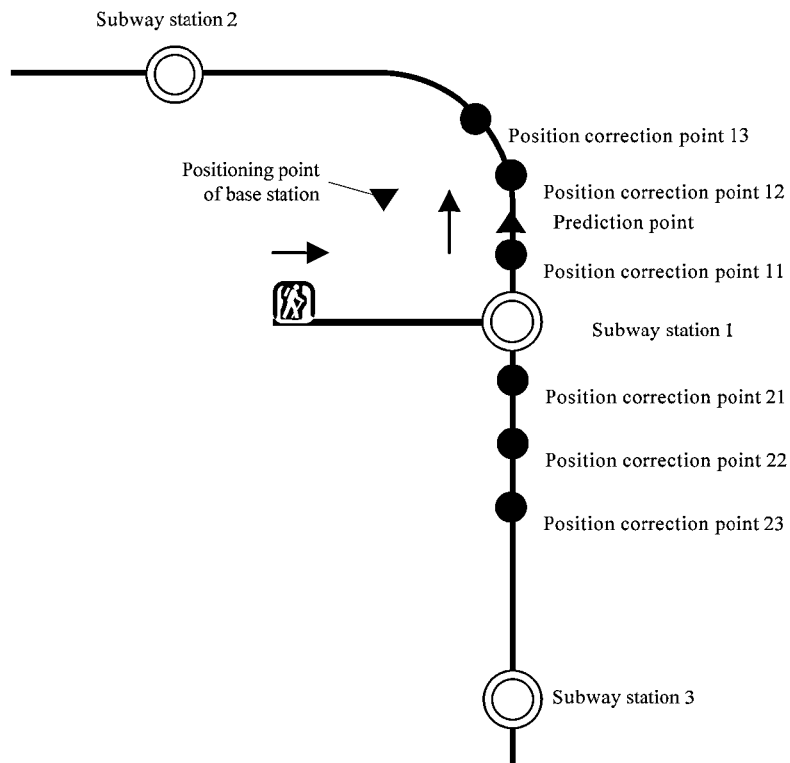 Subway station 2
Position correction point 13
Positioning point
of base station
Position correction point 12
Prediction point
Position correction point 11
Subway station 1
Position correction point 21
Position correction point 22
Position correction point 23
Subway station 3